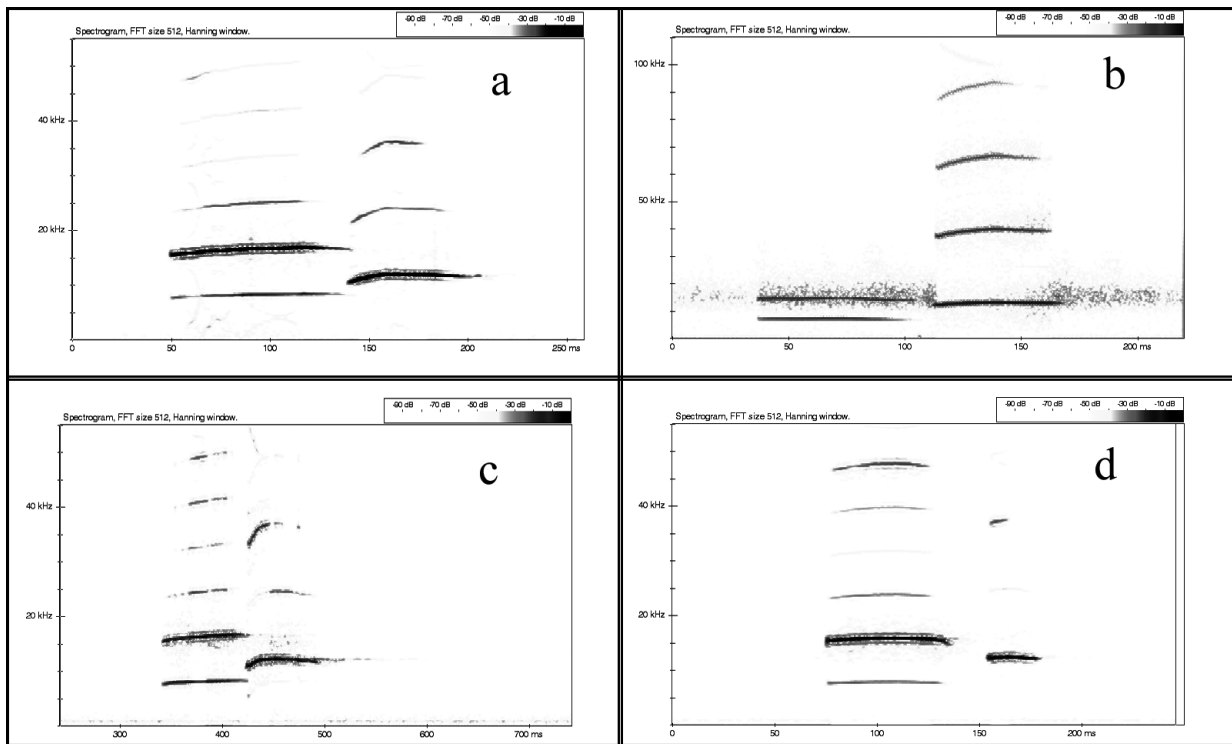 -90 dB -70 dB -50 dB -30 dB -10 dB
Spectrogram, FFT size 512, Hanning window.
a
40 kHz
20 kHz
0 50 100 150 200 250 ms
-90 dB -70 dB -50 dB -30 dB -10 dB
Spectrogram, FFT size 512, Hanning window.
b
100 kHz
50 kHz
0 50 100 150 200 ms
-90 dB -70 dB -50 dB -30 dB -10 dB
Spectrogram, FFT size 512, Hanning window.
c
40 kHz
20 kHz
300 400 500 600 700 ms
-90 dB -70 dB -50 dB -30 dB -10 dB
Spectrogram, FFT size 512, Hanning window.
d
40 kHz
20 kHz
0 50 100 150 200 ms